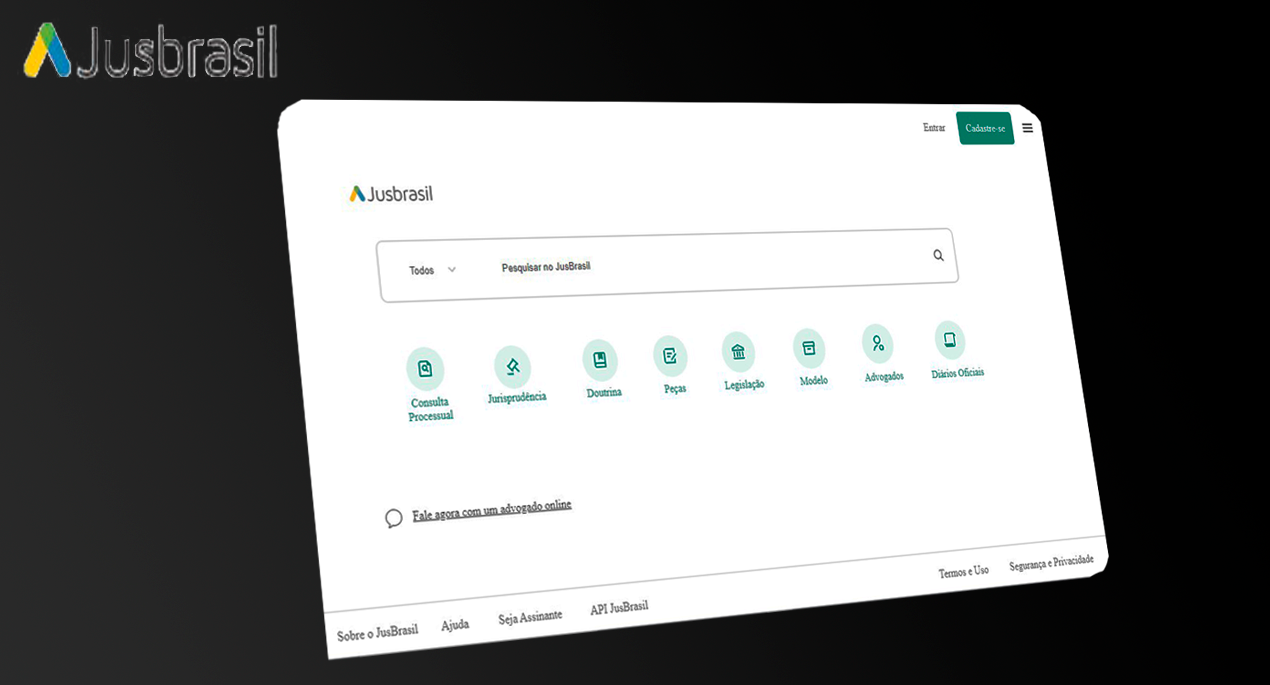 Jusbrasil
Entrar
Cadastre-se
Jusbrasil
Todos
Pesquisar no JusBrasil
Consulta
Processual
Jurisprudência
Doutrina
Peças
Legislação
Modelo
Advogados
Diários Oficiais
Fale agora com um advogado online
Sobre o JusBrasil
Ajuda
Seja Assinante
API JusBrasil
Termos e Uso
Segurança e Privacidade